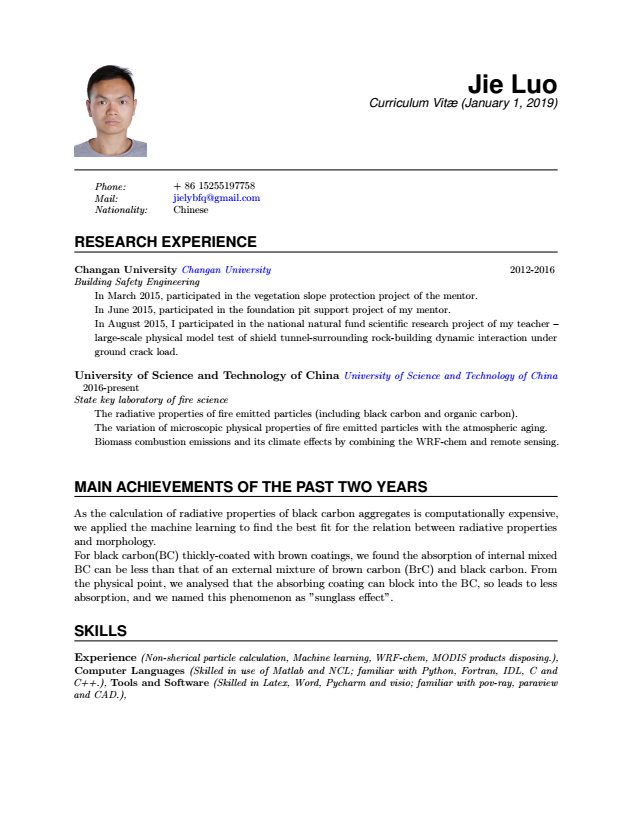 Jie Luo
Curriculum Vitæ (January 1, 2019)
Phone: + 86 15255197758
Mail: jielybfq@gmail.com
Nationality: Chinese
RESEARCH EXPERIENCE
Changan University Changan University 2012-2016
Building Safety Engineering
In March 2015, participated in the vegetation slope protection project of the mentor.
In June 2015, participated in the foundation pit support project of my mentor.
In August 2015, I participated in the national natural fund scientific research project of my teacher –
large-scale physical model test of shield tunnel-surrounding rock-building dynamic interaction under
ground crack load.
University of Science and Technology of China University of Science and Technology of China
2016-present
State key laboratory of fire science
The radiative properties of fire emitted particles (including black carbon and organic carbon).
The variation of microscopic physical properties of fire emitted particles with the atmospheric aging.
Biomass combustion emissions and its climate effects by combining the WRF-chem and remote sensing.
MAIN ACHIEVEMENTS OF THE PAST TWO YEARS
As the calculation of radiative properties of black carbon aggregates is computationally expensive,
we applied the machine learning to find the best fit for the relation between radiative properties
and morphology.
For black carbon(BC) thickly-coated with brown coatings, we found the absorption of internal mixed
BC can be less than that of an external mixture of brown carbon (BrC) and black carbon. From
the physical point, we analysed that the absorbing coating can block into the BC, so leads to less
absorption, and we named this phenomenon as ”sunglass effect”.
SKILLS
Experience (Non-sherical particle calculation, Machine learning, WRF-chem, MODIS products disposing.),
Computer Languages (Skilled in use of Matlab and NCL; familiar with Python, Fortran, IDL, C and
C++.), Tools and Software (Skilled in Latex, Word, Pycharm and visio; familiar with pov-ray, paraview
and CAD.),